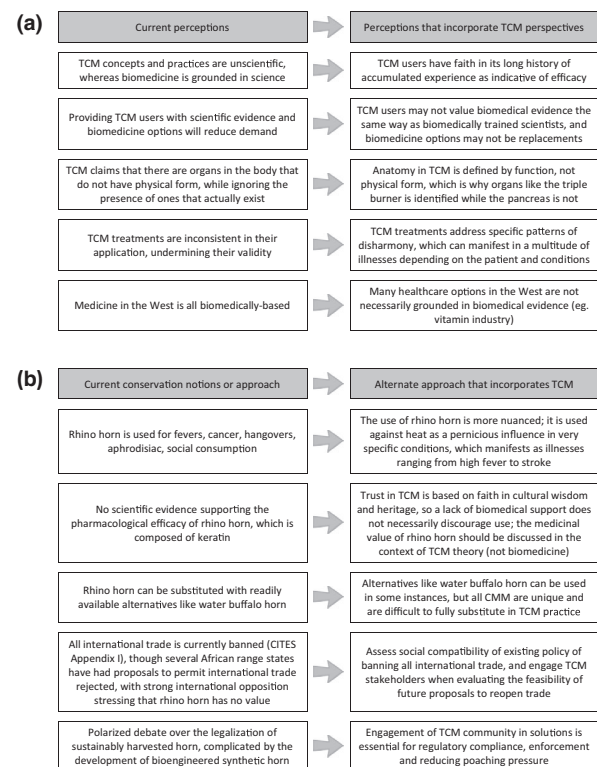 (a)
Current perceptions
Perceptions that incorporate TCM perspectives
TCM concepts and practices are unscientific,
whereas biomedicine is grounded in science
TCM users have faith in its long history of
accumulated experience as indicative of efficacy
Providing TCM users with scientific evidence and
biomedicine options will reduce demand
TCM users may not value biomedical evidence the
same way as biomedically trained scientists, and
biomedicine options may not be replacements
TCM claims that there are organs in the body that
do not have physical form, while ignoring the
presence of ones that actually exist
Anatomy in TCM is defined by function, not
physical form, which is why organs like the triple
burner is identified while the pancreas is not
TCM treatments are inconsistent in their
application, undermining their validity
TCM treatments address specific patterns of
disharmony, which can manifest in a multitude of
illnesses depending on the patient and conditions
Medicine in the West is all biomedically-based
Many healthcare options in the West are not
necessarily grounded in biomedical evidence (eg.
vitamin industry)
(b)
Current conservation notions or approach
Alternate approach that incorporates TCM
Rhino horn is used for fevers, cancer, hangovers,
aphrodisiac, social consumption
The use of rhino horn is more nuanced; it is used
against heat as a pernicious influence in very
specific conditions, which manifests as illnesses
ranging from high fever to stroke
No scientific evidence supporting the
pharmacological efficacy of rhino horn, which is
composed of keratin
Trust in TCM is based on faith in cultural wisdom
and heritage, so a lack of biomedical support does
not necessarily discourage use; the medicinal
value of rhino horn should be discussed in the
context of TCM theory (not biomedicine)
Rhino horn can be substituted with readily
available alternatives like water buffalo horn
Alternatives like water buffalo horn can be used
in some instances, but all CMM are unique and
are difficult to fully substitute in TCM practice
All international trade is currently banned (CITES
Appendix I), though several African range states
have had proposals to permit international trade
rejected, with strong international opposition
stressing that rhino horn has no value
Assess social compatibility of existing policy of
banning all international trade, and engage TCM
stakeholders when evaluating the feasibility of
future proposals to reopen trade
Polarized debate over the legalization of
sustainably harvested horn, complicated by the
development of bioengineered synthetic horn
Engagement of TCM community in solutions is
essential for regulatory compliance, enforcement
and reducing poaching pressure